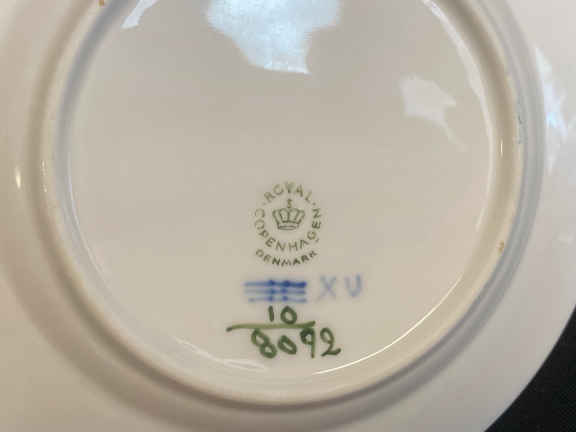 ROYAL
COPENHAGEN
DENMARK
XV
10
8092